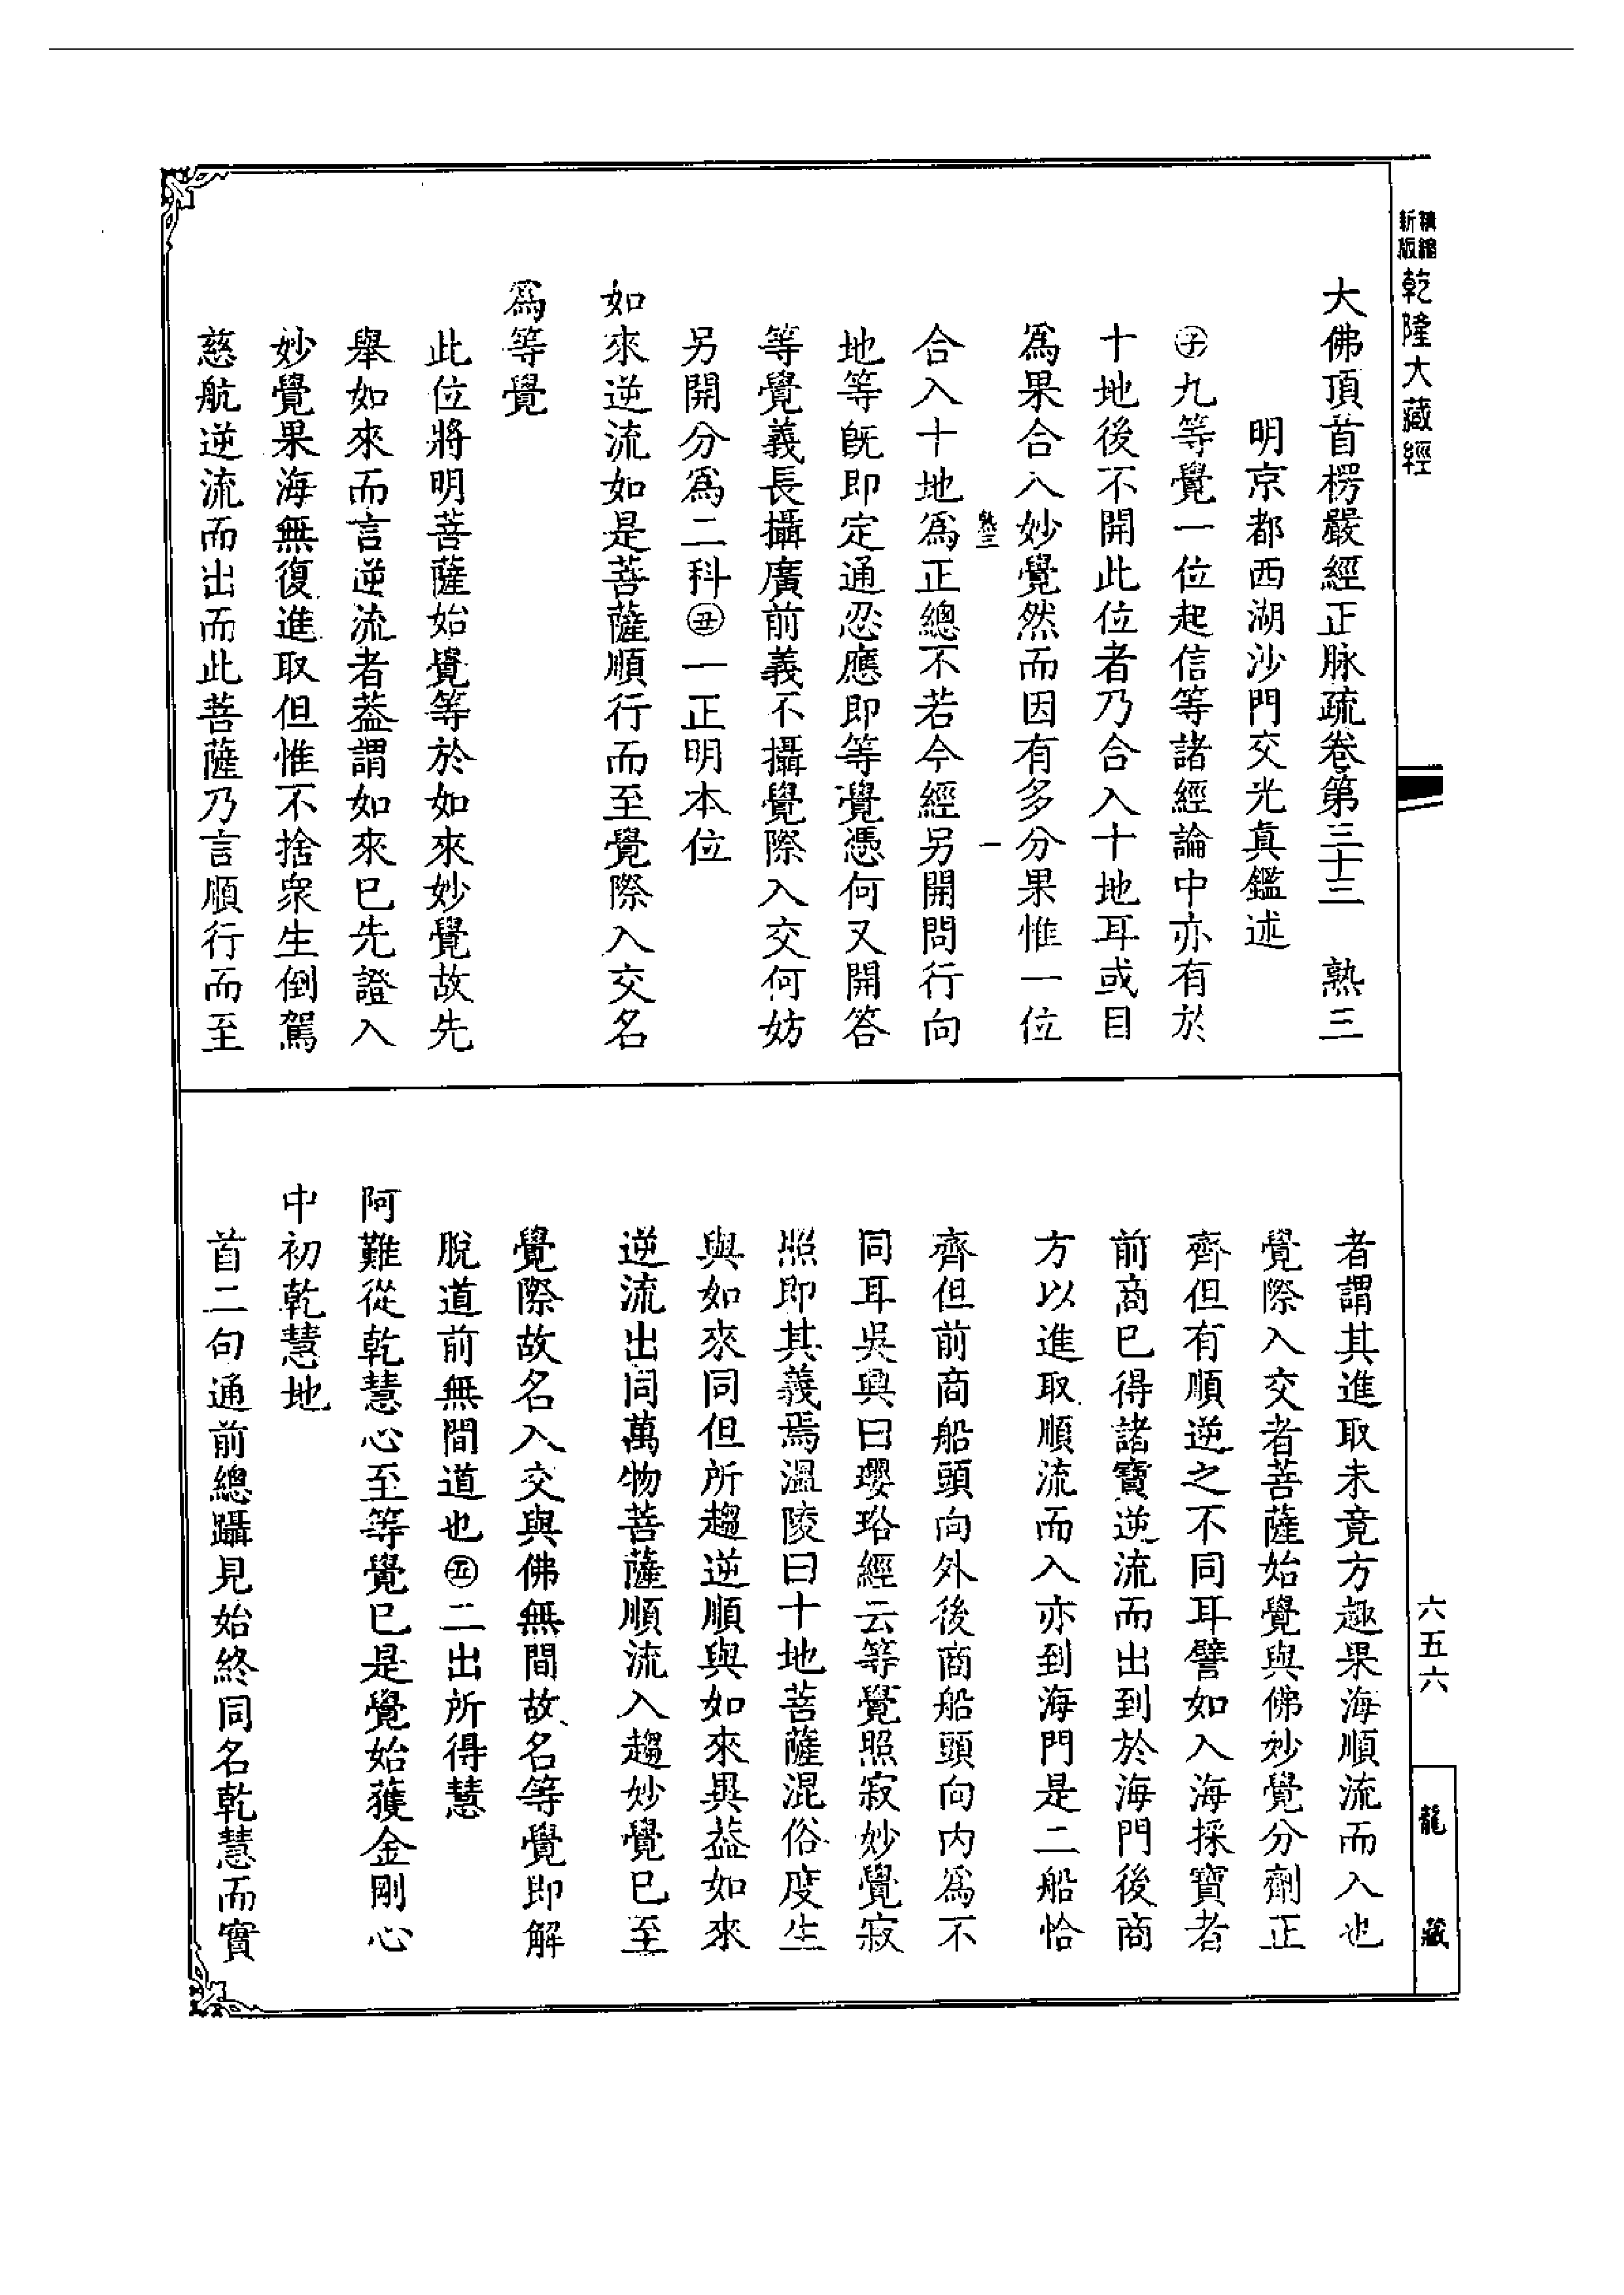 精縮新版乾隆大藏經
大佛頂首楞嚴經正脉疏卷第三十三　熟三
明京都西湖沙門交光真鑑述
㊋九等覺一位起信等諸經論中亦有於
十地後不開此位者乃合入十地耳或目
爲果合入妙覺然而因有多分果惟一位
熟三　一
合入十地爲正總不若今經另開問行向
地等旣即定通忍應即等覺憑何又開答
等覺義長攝廣前義不攝覺際入交何妨
另開分爲二科㊄一正明本位
如來逆流如是菩薩順行而至覺際入交名
爲等覺
此位將明菩薩始覺等於如來妙覺故先
舉如來而言逆流者葢謂如來已先證入
妙覺果海無復進取但惟不捨衆生倒駕
慈航逆流而出而此菩薩乃言順行而至
者謂其進取未竟方趣果海順流而入也
覺際入交者菩薩始覺與佛妙覺分劑正
齊但有順逆之不同耳譬如入海採寶者
前商已得諸寶逆流而出到於海門後商
方以進取順流而入亦到海門是二船恰
齊但前商船頭向外後商船頭向内爲不
同耳吳興曰瓔珞經云等覺照寂妙覺寂
照即其義焉溫陵曰十地菩薩混俗度生
與如來同但所趨逆順與如來異葢如來
逆流出同萬物菩薩順流入趨妙覺已至
覺際故名入交與佛無間故名等覺即解
脫道前無間道也㊄二出所得慧
阿難從乾慧心至等覺已是覺始獲金剛心
中初乾慧地
首二句通前總躡見始終同名乾慧而實
六五六
龍藏